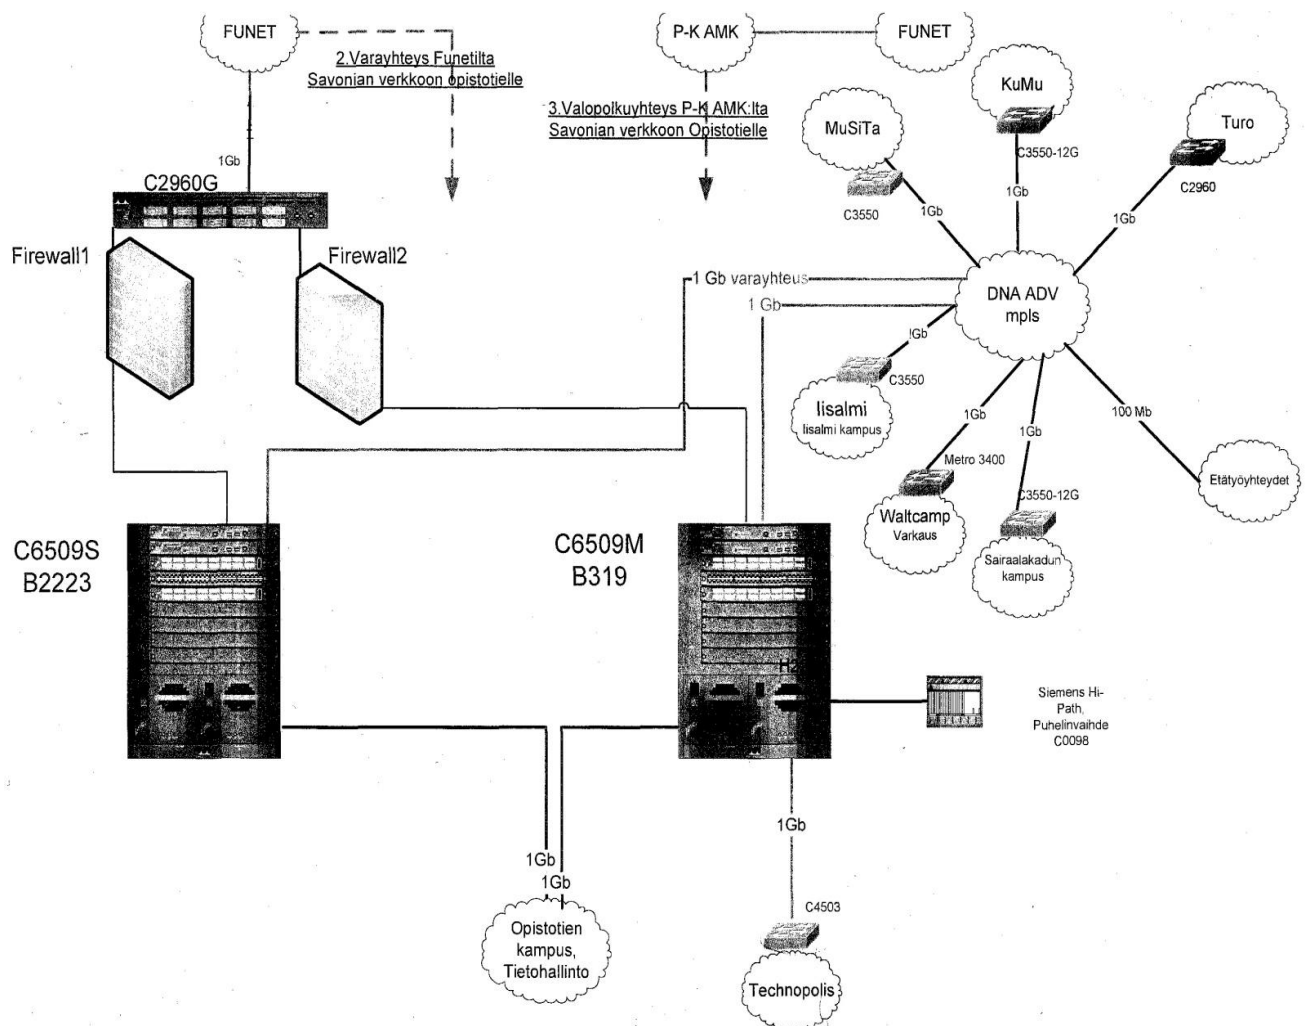 FUNET
2.Varayhteys Funetilta
Savonian verkkoon opistotielle
P-K AMK
FUNET
3.Valopolkuyhteys P-K AMK:lta
Savonian verkkoon Opistotielle
1Gb
C2960G
Firewall1
Firewall2
MuSiTa
C3550
1Gb
KuMu
C3550-12G
1Gb
Turo
C2960
1Gb
1 Gb varayhteus
1 Gb
DNA ADV
mpls
C3550
Iisalmi
Iisalmi kampus
1Gb
Metro 3400
Waltcamp
Varkaus
1Gb
C3550-12G
Sairaalakadun
kampus
100 Mb
Etätyöyhteydet
C6509S
B2223
C6509M
B319
Siemens Hi-
Path,
Puhelinvaihde
C0098
1Gb
1Gb
Opistotien
kampus,
Tietohallinto
1Gb
C4503
Technopolis